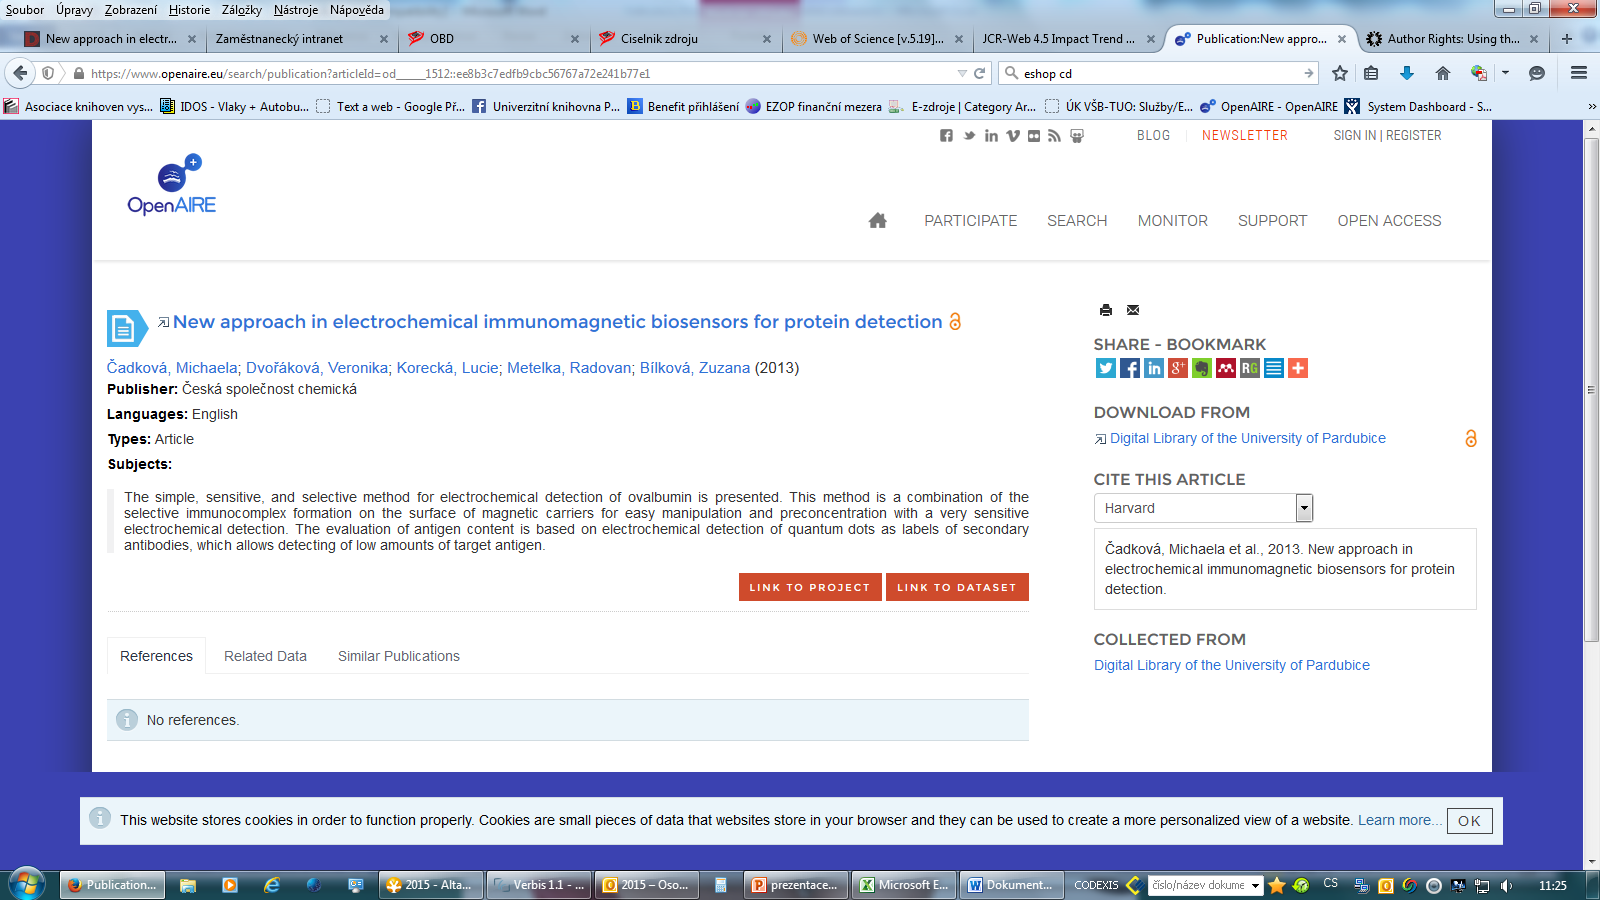 Soubor Úpravy Zobrazení Historie Záložky Nástroje Nápověda
New approach in electr... Zaměstnanecký intranet OBD Ciselnik zdroju Web of Science [v.5.19]... JCR-Web 4.5 Impact Trend ... Publication:New appro... Author Rights: Using th...
https://www.openaire.eu/search/publication?articleId=od_____1512::ee8b3c7edfb9cbc56767a72e241b77e1 eshop cd
Asociace knihoven vys... IDOS - Vlaky + Autobu... Text a web - Google Př... Univerzitní knihovna P... Benefit přihlášení EZOP finanční mezera E-zdroje | Category Ar... ÚK VŠB-TUO: Služby/E... OpenAIRE - OpenAIRE System Dashboard - S...
BLOG NEWSLETTER SIGN IN | REGISTER
OpenAIRE
PARTICIPATE SEARCH MONITOR SUPPORT OPEN ACCESS
New approach in electrochemical immunomagnetic biosensors for protein detection
Čadková, Michaela; Dvořáková, Veronika; Korecká, Lucie; Metelka, Radovan; Bílková, Zuzana (2013)
Publisher: Česká společnost chemická
Languages: English
Types: Article
Subjects:
The simple, sensitive, and selective method for electrochemical detection of ovalbumin is presented. This method is a combination of the
selective immunocomplex formation on the surface of magnetic carriers for easy manipulation and preconcentration with a very sensitive
electrochemical detection. The evaluation of antigen content is based on electrochemical detection of quantum dots as labels of secondary
antibodies, which allows detecting of low amounts of target antigen.
LINK TO PROJECT LINK TO DATASET
References Related Data Similar Publications
No references.
SHARE - BOOKMARK
RG
DOWNLOAD FROM
Digital Library of the University of Pardubice
CITE THIS ARTICLE
Harvard
Čadková, Michaela et al., 2013. New approach in
electrochemical immunomagnetic biosensors for protein
detection.
COLLECTED FROM
Digital Library of the University of Pardubice
This website stores cookies in order to function properly. Cookies are small pieces of data that websites store in your browser and they can be used to create a more personalized view of a website. Learn more... OK
Publication... 2015 - Alta... Verbis 1.1 - ... 2015 – Oso... prezentace... Microsoft E... Dokument... CODEXIS číslo/název dokume CS 11:25